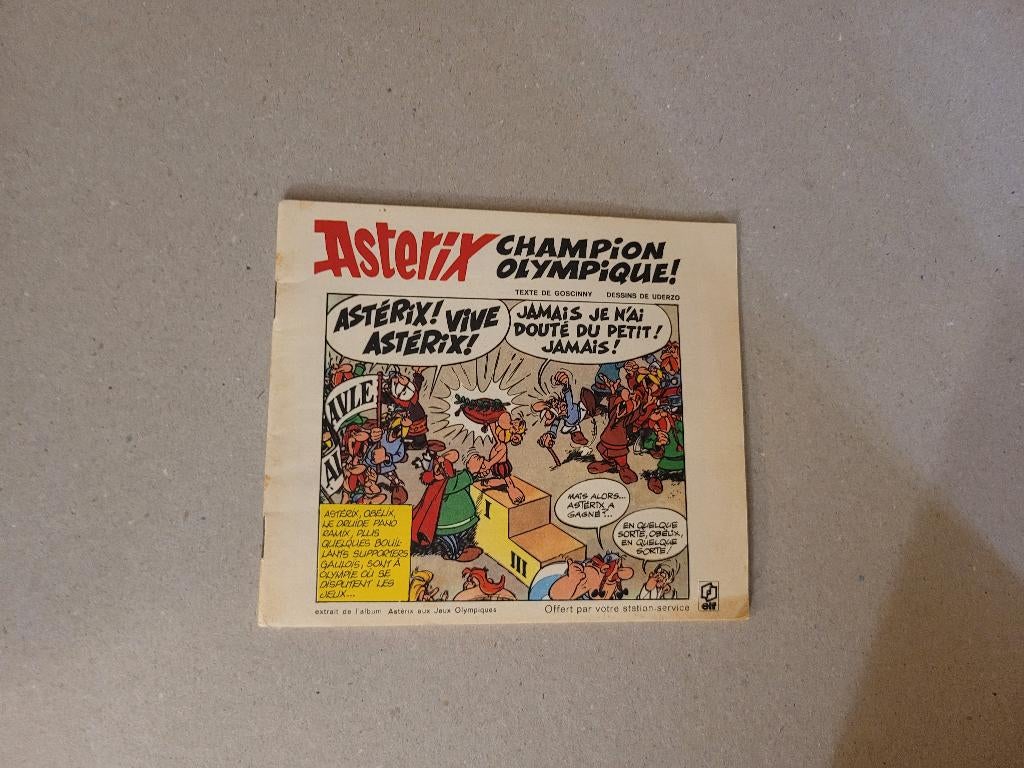 Asterix CHAMPION
OLYMPIQUE!
TEXTE DE GOSCINNY DESSINS DE UDERZO
ASTÉRIX! VIVE
ASTÉRIX!
JAMAIS JE N'AI
DOUTÉ DU PETIT!
JAMAIS!
AVLE
AL
I
III
MAIS ALORS...
ASTÉRIX A
GAGNÉ?...
EN QUELQUE
SORTE, OBÉLIX,
EN QUELQUE
SORTE!
ASTÉRIX, OBÉLIX,
LE DRUIDE PANO
RAMIX, PLUS
QUELQUES BOUIL-
LANTS SUPPORTERS
GAULOIS, SONT À
OLYMPIE OÙ SE
DISPUTENT LES
JEUX...
extrait de l'album Astérix aux Jeux Olympiques
Offert par votre station-service
elf